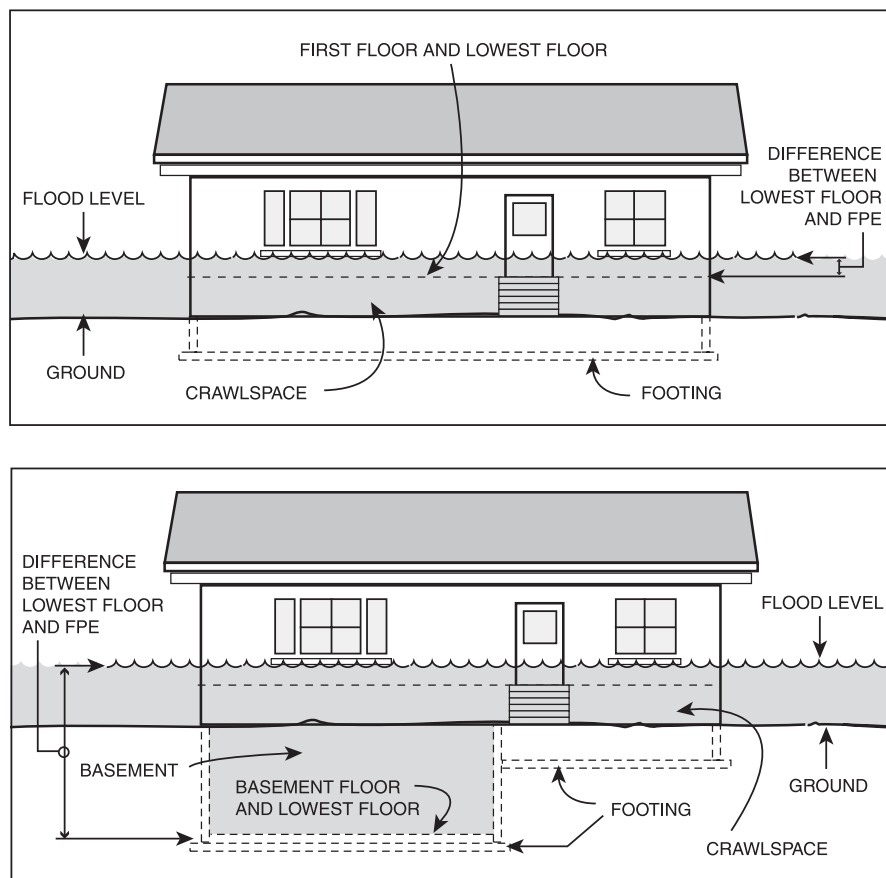 FIRST FLOOR AND LOWEST FLOOR
DIFFERENCE
BETWEEN
LOWEST FLOOR
AND FPE
FLOOD LEVEL
GROUND
CRAWLSPACE
FOOTING
DIFFERENCE
BETWEEN
LOWEST FLOOR
AND FPE
FLOOD LEVEL
BASEMENT
BASEMENT FLOOR
AND LOWEST FLOOR
FOOTING
GROUND
CRAWLSPACE